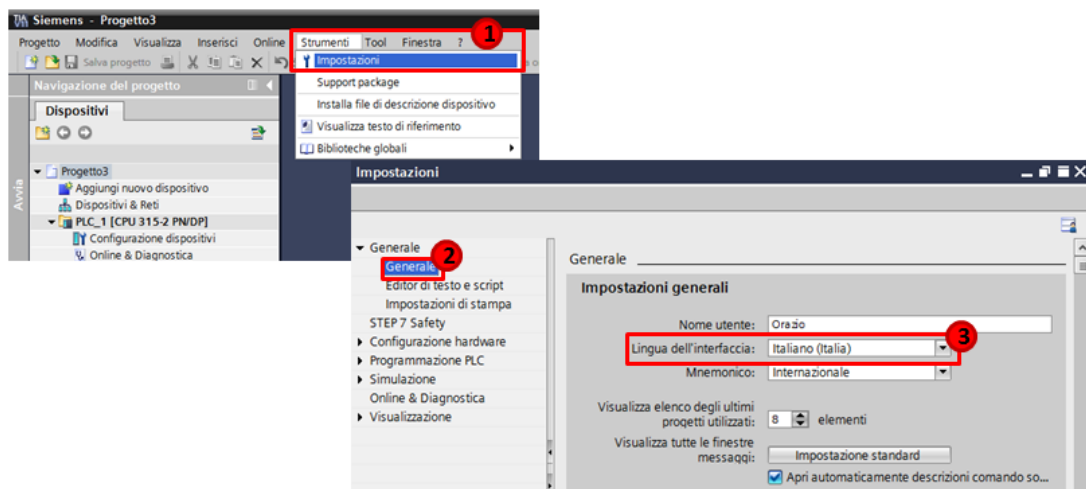 Siemens - Progetto3
Progetto Modifica Visualizza Inserisci Online Strumenti Tool Finestra ?
1
Salva progetto
Impostazioni
Support package
Installa file di descrizione dispositivo
Visualizza testo di riferimento
Biblioteche globali
Navigazione del progetto
Dispositivi
Avvia
Progetto3
Aggiungi nuovo dispositivo
Dispositivi & Reti
PLC_1 [CPU 315-2 PN/DP]
Configurazione dispositivi
Online & Diagnostica
Impostazioni
Generale
2
Generale
Editor di testo e script
Impostazioni di stampa
STEP 7 Safety
Configurazione hardware
Programmazione PLC
Simulazione
Online & Diagnostica
Visualizzazione
Generale
Impostazioni generali
Nome utente: Orazio
3
Lingua dell'interfaccia: Italiano (Italia)
Mnemonico: Internazionale
Visualizza elenco degli ultimi
progetti utilizzati: 8 elementi
Visualizza tutte le finestre
messaggi: Impostazione standard
Apri automaticamente descrizioni comando so...